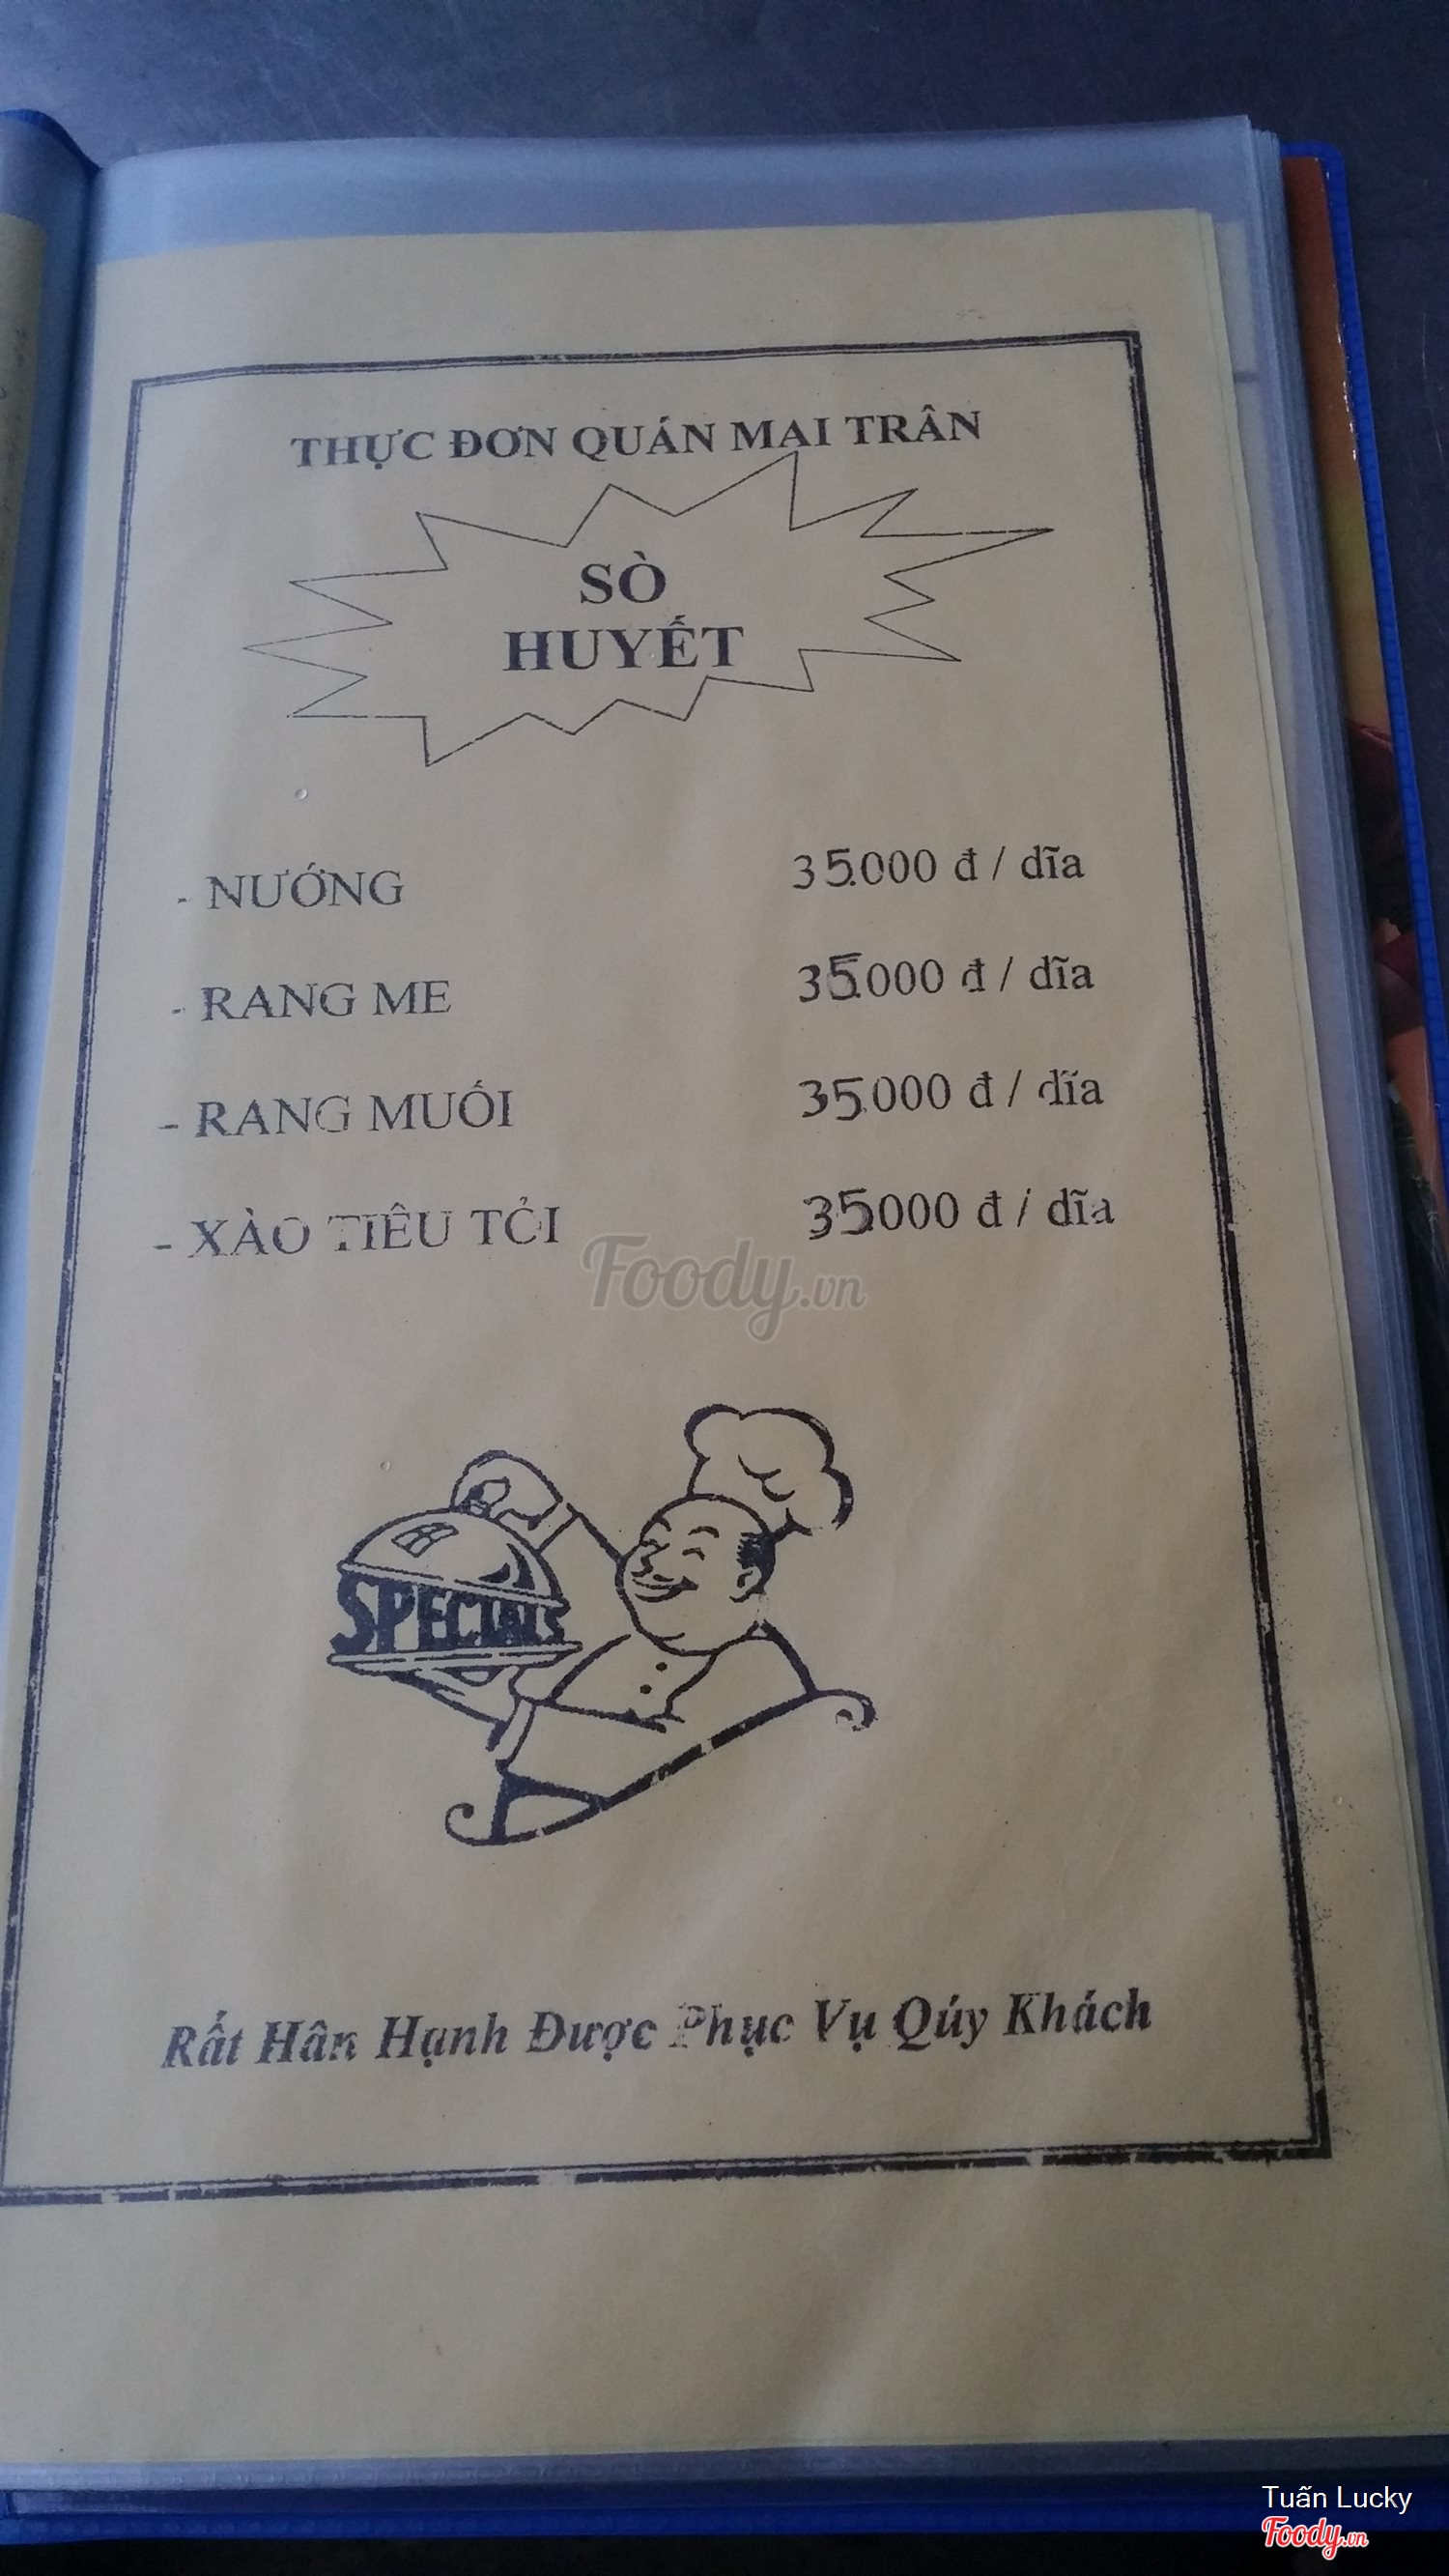 THỰC ĐƠN QUÁN MAI TRÂN
SÒ
HUYẾT
- NƯỚNG 35.000 đ / dĩa
- RANG ME 35.000 đ / dĩa
- RANG MUỐI 35.000 đ / dĩa
- XÀO TIÊU TỎI 35.000 đ / dĩa
Foody.vn
SPECIALS
Rất Hân Hạnh Được Phục Vụ Qúy Khách
Tuấn Lucky
Foody.vn